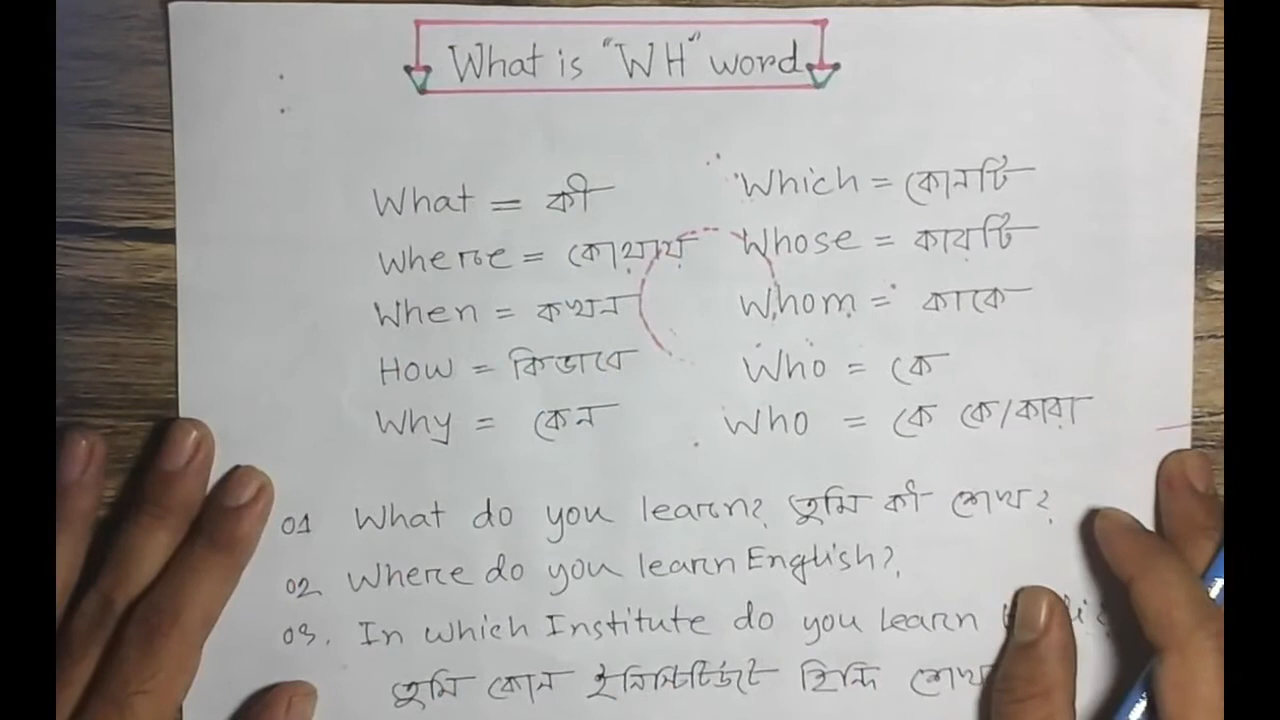 What is "WH" word
What = কী
Where = কোথায়
When = কখন
How = কিভাবে
Why = কেন
Which = কোনটি
Whose = কারটি
Whom = কাকে
Who = কে
Who = কে কে/কারা
01 What do you learn? তুমি কী শেখ?
02. Where do you learn English?
03. In which Institute do you learn
তুমি কোন ইনিস্টিটিউটে হিন্দি শেখ